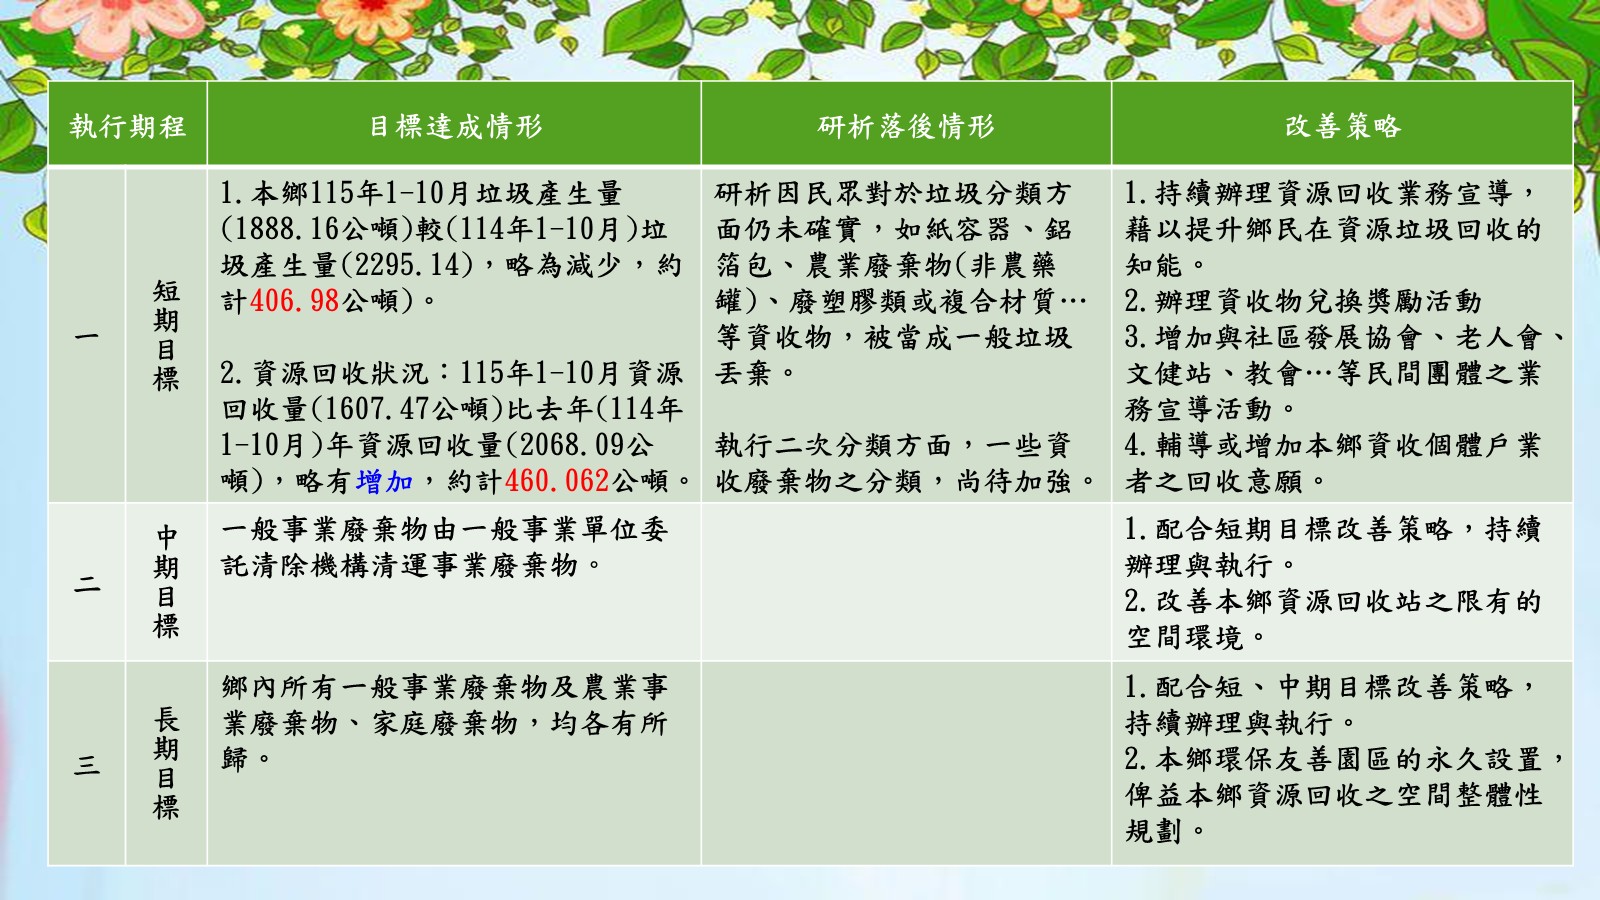 執行期程
目標達成情形
研析落後情形
改善策略
一
短期目標
1.本鄉115年1-10月垃圾產生量
(1888.16公噸)較(114年1-10月)垃
圾產生量(2295.14)，略為減少，約
計406.98公噸)。
2.資源回收狀況：115年1-10月資源
回收量(1607.47公噸)比去年(114年
1-10月)年資源回收量(2068.09公
噸)，略有增加，約計460.062公噸。
研析因民眾對於垃圾分類方
面仍未確實，如紙容器、鋁
箔包、農業廢棄物(非農藥
罐)、廢塑膠類或複合材質…
等資收物，被當成一般垃圾
丟棄。
執行二次分類方面，一些資
收廢棄物之分類，尚待加強。
1.持續辦理資源回收業務宣導，
藉以提升鄉民在資源垃圾回收的
知能。
2.辦理資收物兌換獎勵活動
3.增加與社區發展協會、老人會、
文健站、教會…等民間團體之業
務宣導活動。
4.輔導或增加本鄉資收個體戶業
者之回收意願。
二
中期目標
一般事業廢棄物由一般事業單位委
託清除機構清運事業廢棄物。
1.配合短期目標改善策略，持續
辦理與執行。
2.改善本鄉資源回收站之限有的
空間環境。
三
長期目標
鄉內所有一般事業廢棄物及農業事
業廢棄物、家庭廢棄物，均各有所
歸。
1.配合短、中期目標改善策略，
持續辦理與執行。
2.本鄉環保友善園區的永久設置，
俾益本鄉資源回收之空間整體性
規劃。